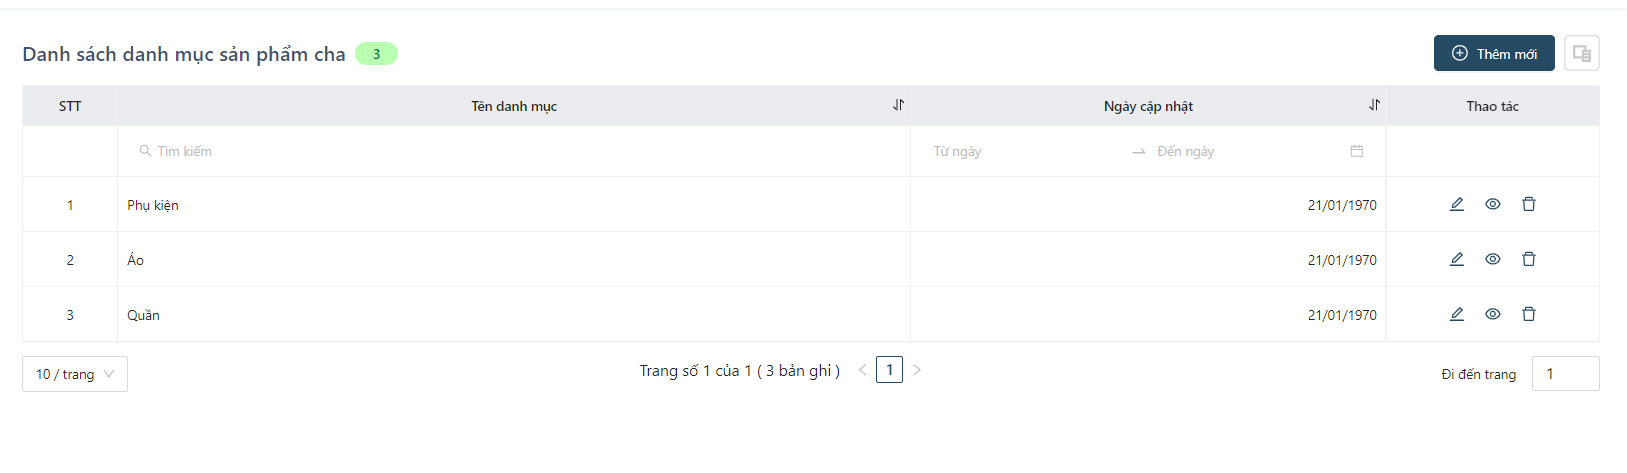 Danh sách danh mục sản phẩm cha 3 Thêm mới
STT Tên danh mục Ngày cập nhật Thao tác
Tìm kiếm Từ ngày Đến ngày
1 Phụ kiện 21/01/1970
2 Áo 21/01/1970
3 Quần 21/01/1970
10 / trang Trang số 1 của 1 ( 3 bản ghi ) 1 Đi đến trang 1